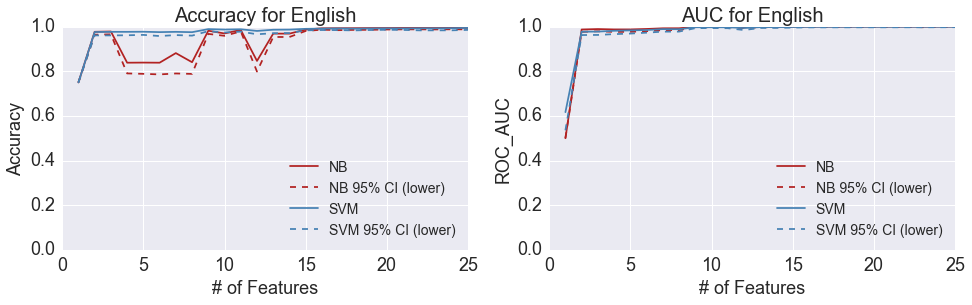 Accuracy for English
1.0
0.8
0.6
0.4
0.2
0.0
Accuracy
NB
NB 95% CI (lower)
SVM
SVM 95% CI (lower)
0 5 10 15 20 25
# of Features
AUC for English
1.0
0.8
0.6
0.4
0.2
0.0
ROC_AUC
NB
NB 95% CI (lower)
SVM
SVM 95% CI (lower)
0 5 10 15 20 25
# of Features